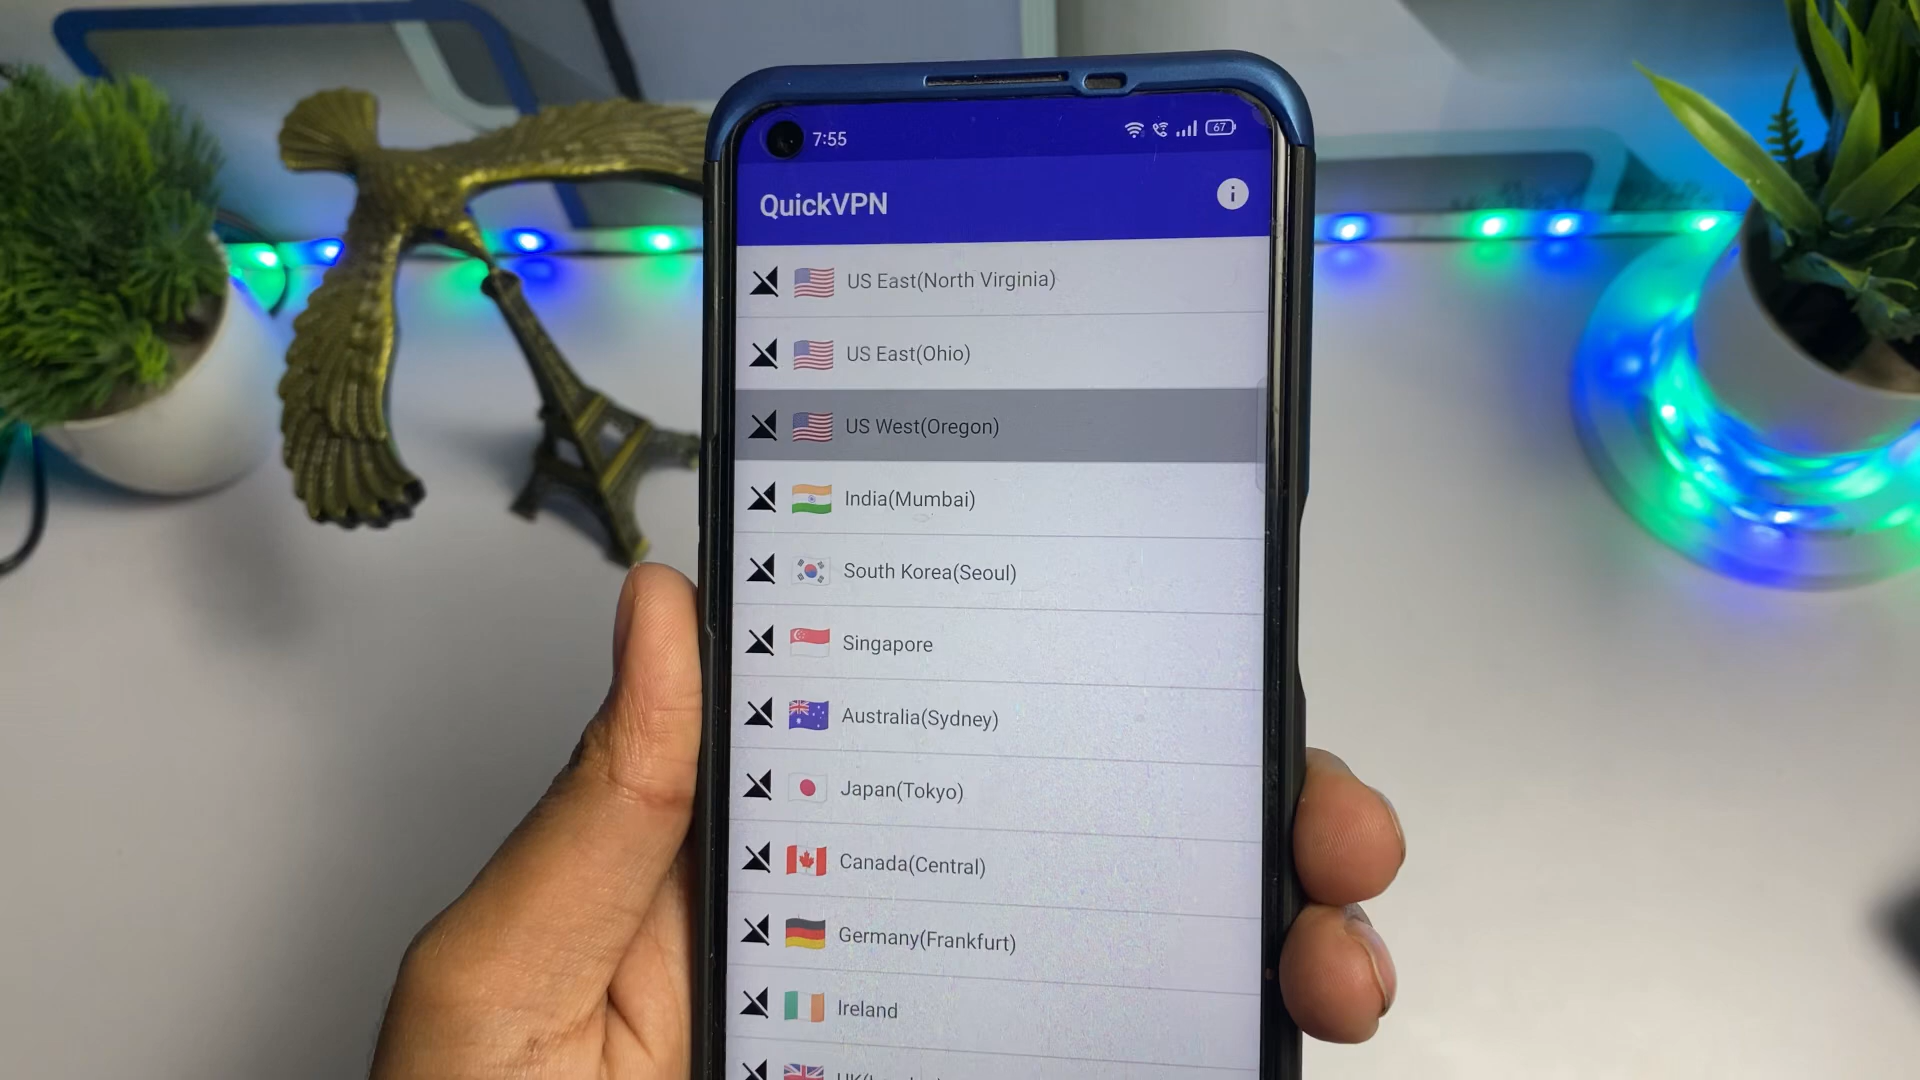 7:55
67
QuickVPN
US East(North Virginia)
US East(Ohio)
US West(Oregon)
India(Mumbai)
South Korea(Seoul)
Singapore
Australia(Sydney)
Japan(Tokyo)
Canada(Central)
Germany(Frankfurt)
Ireland